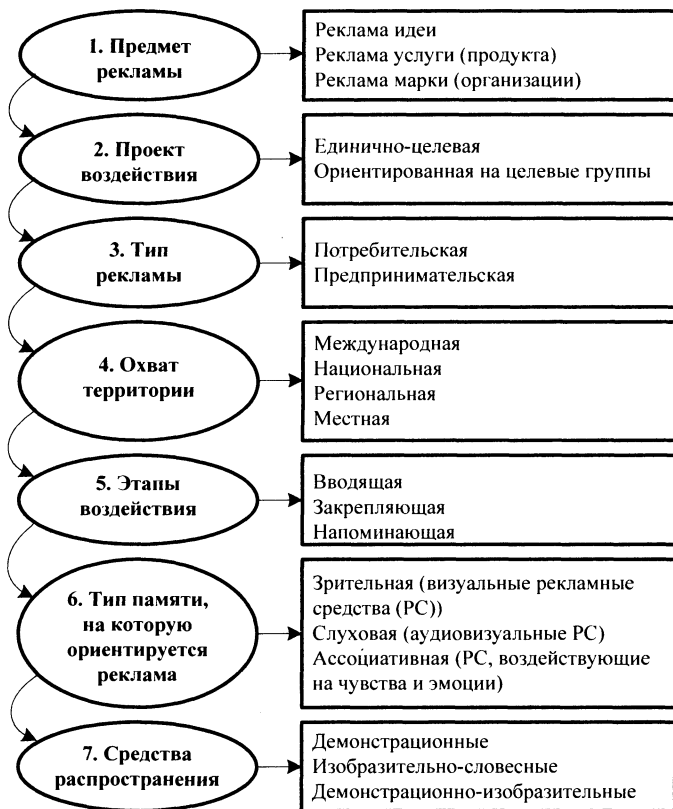 1. Предмет
рекламы
Реклама идеи
Реклама услуги (продукта)
Реклама марки (организации)
2. Проект
воздействия
Единично-целевая
Ориентированная на целевые группы
3. Тип
рекламы
Потребительская
Предпринимательская
4. Охват
территории
Международная
Национальная
Региональная
Местная
5. Этапы
воздействия
Вводящая
Закрепляющая
Напоминающая
6. Тип памяти,
на которую
ориентируется
реклама
Зрительная (визуальные рекламные
средства (РС))
Слуховая (аудиовизуальные РС)
Ассоциативная (РС, воздействующие
на чувства и эмоции)
7. Средства
распространения
Демонстрационные
Изобразительно-словесные
Демонстрационно-изобразительные